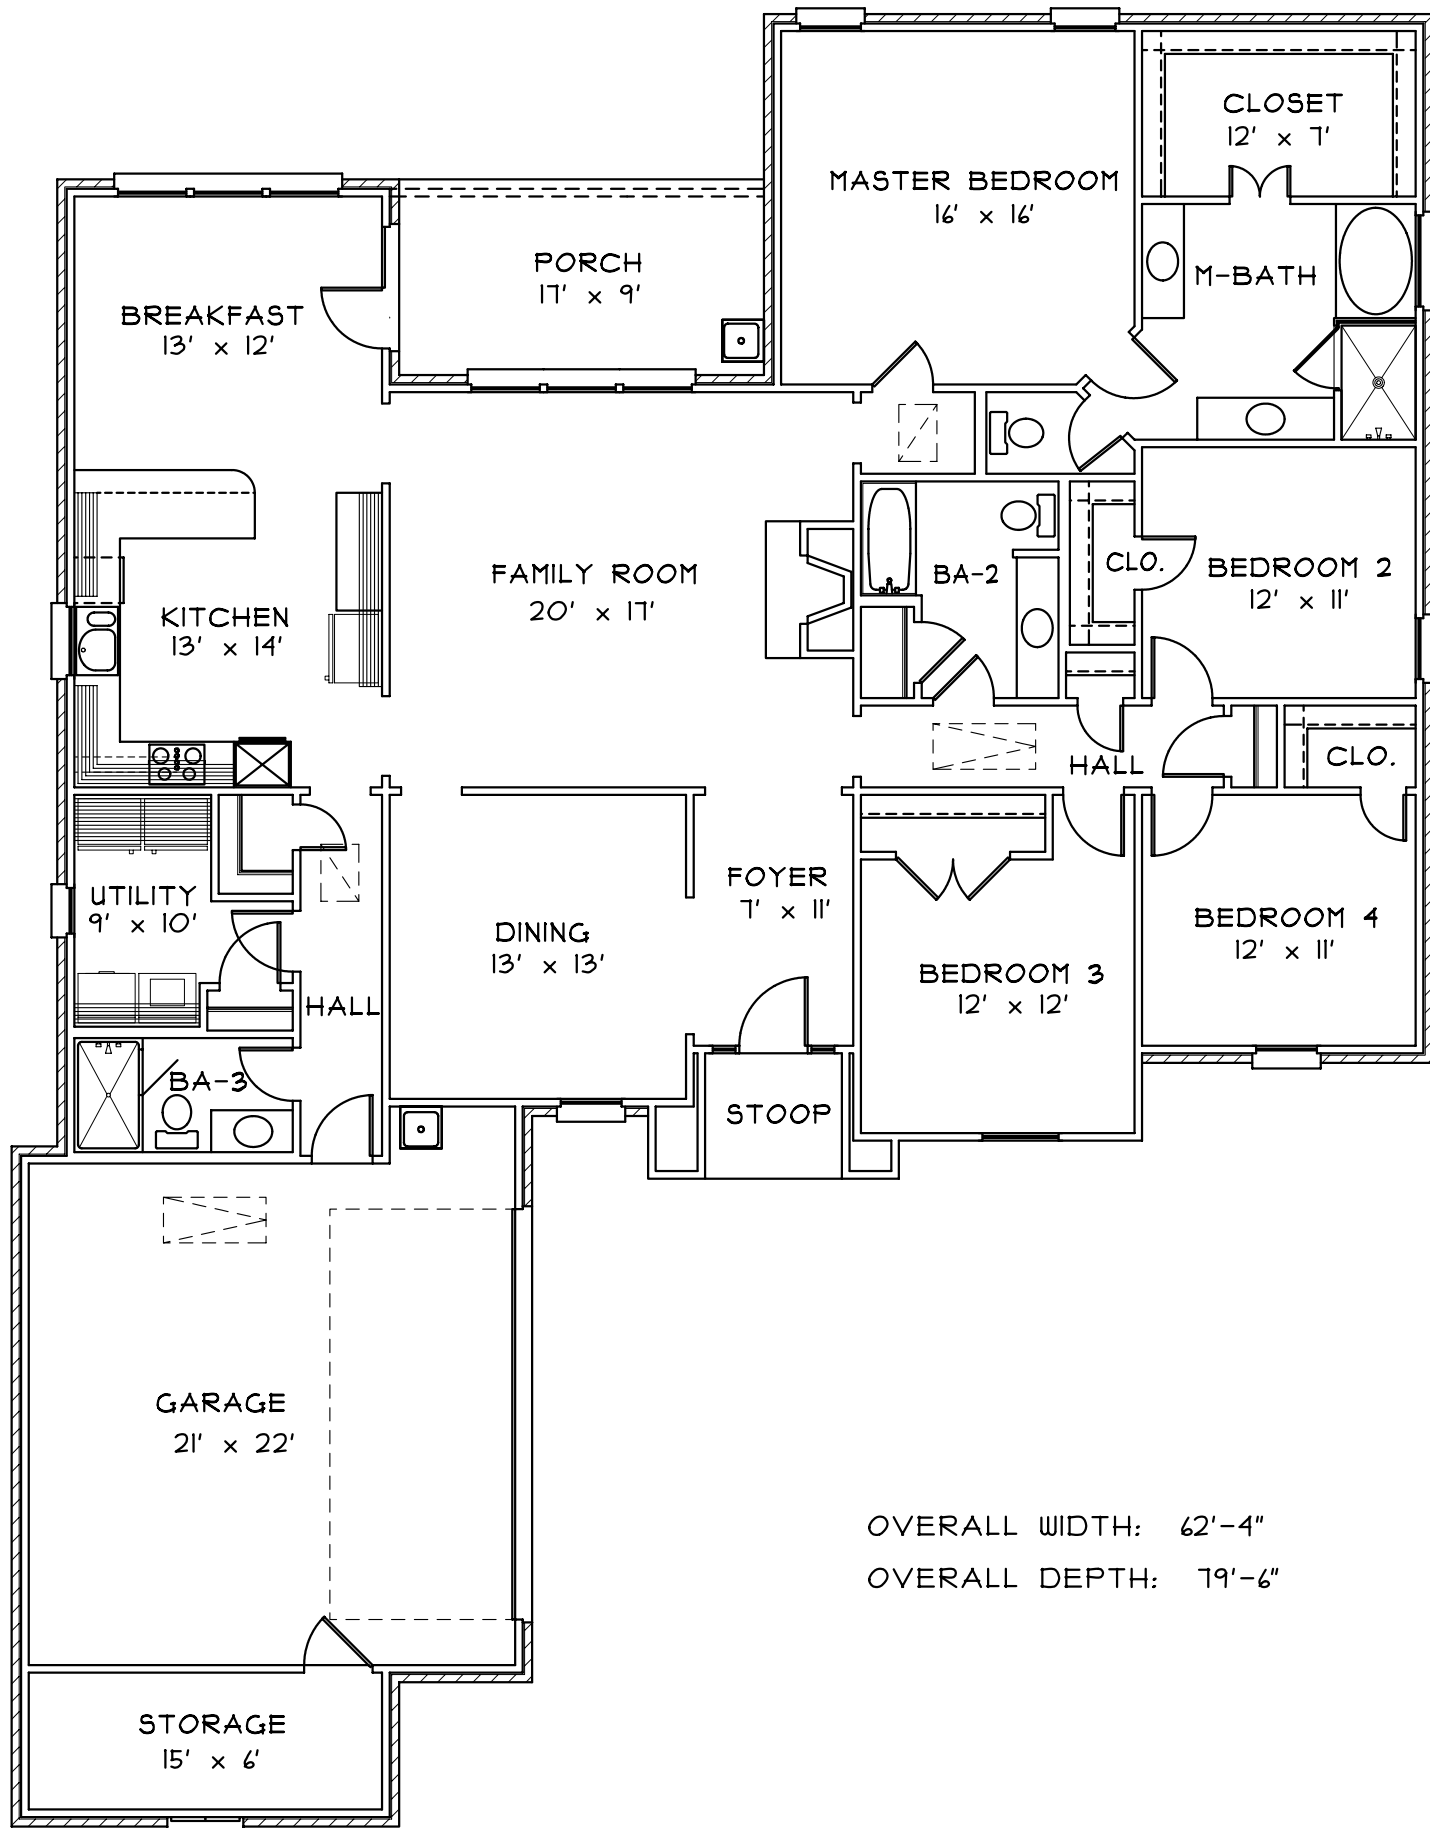 CLOSET
12' x 7'
MASTER BEDROOM
16' x 16'
PORCH
17' x 9'
M-BATH
BREAKFAST
13' x 12'
FAMILY ROOM
20' x 17'
BA-2
CLO.
BEDROOM 2
12' x 11'
KITCHEN
13' x 14'
HALL
CLO.
UTILITY
9' x 10'
FOYER
7' x 11'
DINING
13' x 13'
BEDROOM 3
12' x 12'
BEDROOM 4
12' x 11'
HALL
BA-3
STOOP
GARAGE
21' x 22'
OVERALL WIDTH: 62'-4"
OVERALL DEPTH: 79'-6"
STORAGE
15' x 6'